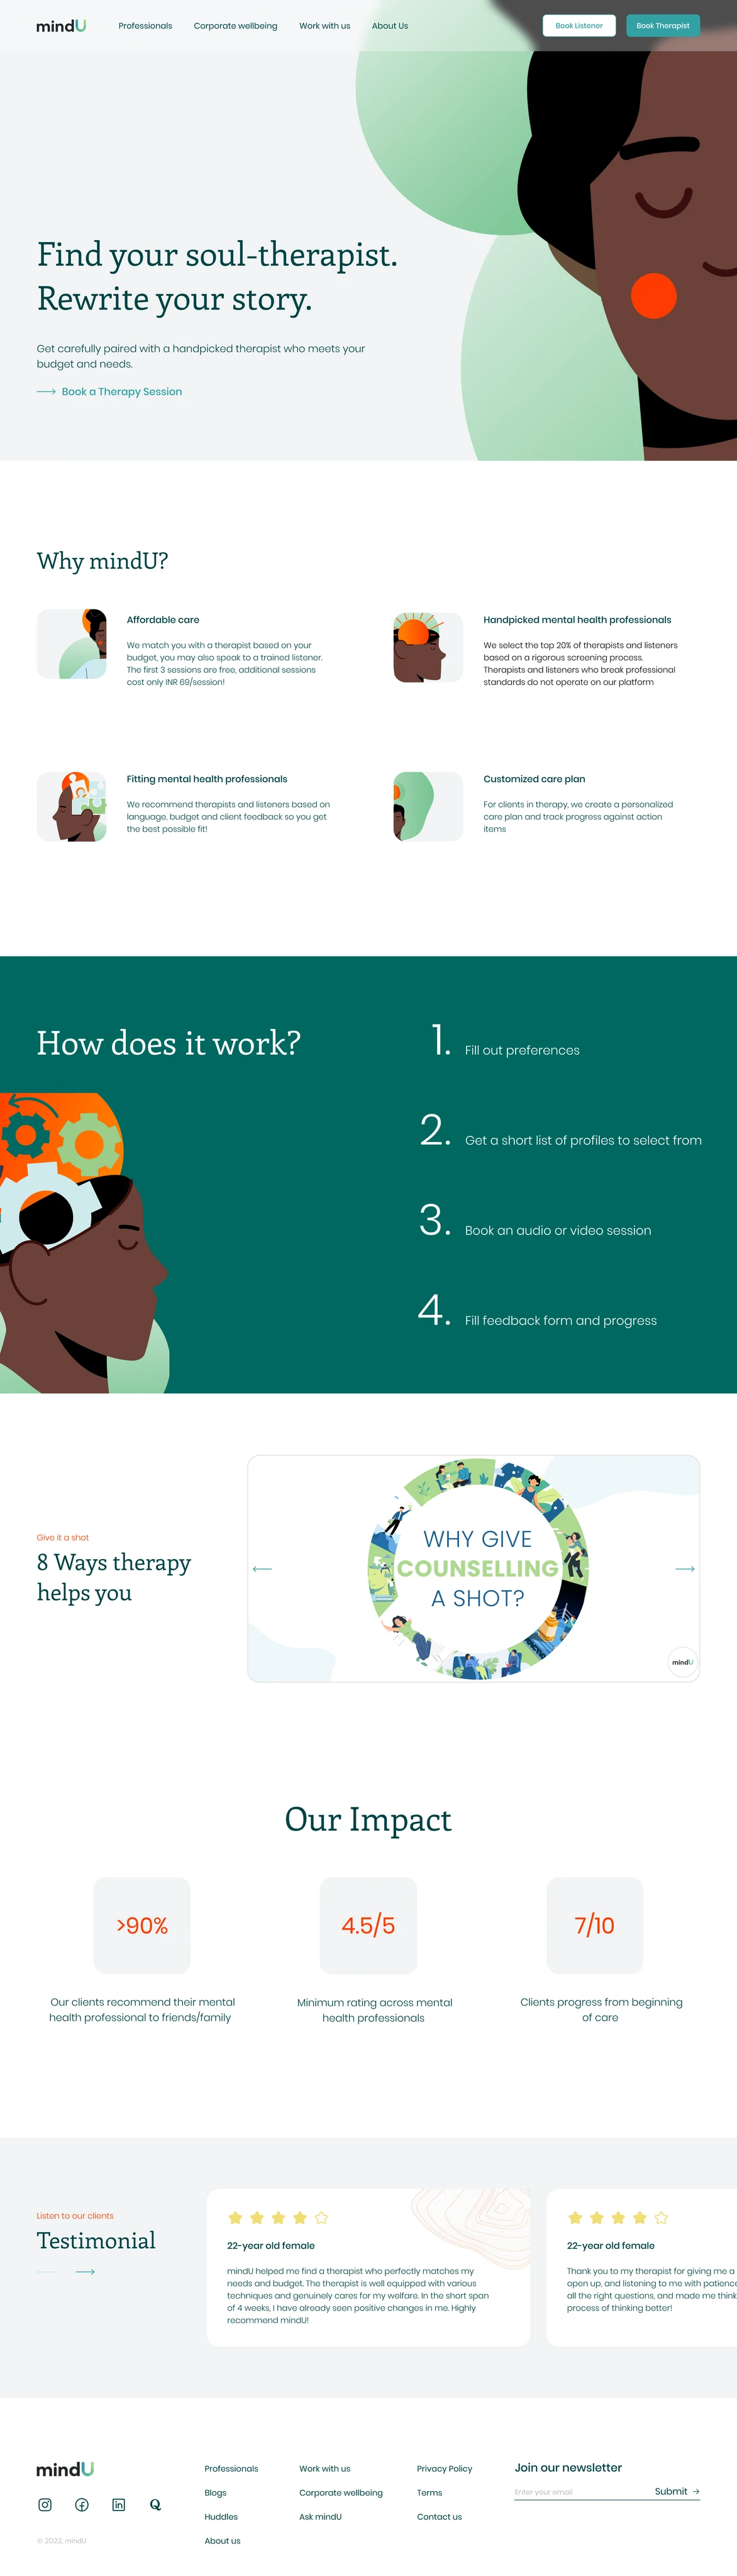 mindU
Professionals
Corporate wellbeing
Work with us
About Us
Book Listener
Book Therapist
Find your soul-therapist.
Rewrite your story.
Get carefully paired with a handpicked therapist who meets your
budget and needs.
Book a Therapy Session
Why mindU?
Affordable care
We match you with a therapist based on your
budget, you may also speak to a trained listener.
The first 3 sessions are free, additional sessions
cost only INR 69/session!
Handpicked mental health professionals
We select the top 20% of therapists and listeners
based on a rigorous screening process.
Therapists and listeners who break professional
standards do not operate on our platform
Fitting mental health professionals
We recommend therapists and listeners based on
language, budget and client feedback so you get
the best possible fit!
Customized care plan
For clients in therapy, we create a personalized
care plan and track progress against action
items
How does it work?
1. Fill out preferences
2. Get a short list of profiles to select from
3. Book an audio or video session
4. Fill feedback form and progress
Give it a shot
8 Ways therapy
helps you
WHY GIVE
COUNSELLING
A SHOT?
mindU
Our Impact
>90%
Our clients recommend their mental
health professional to friends/family
4.5/5
Minimum rating across mental
health professionals
7/10
Clients progress from beginning
of care
Listen to our clients
Testimonial
22-year old female
mindU helped me find a therapist who perfectly matches my
needs and budget. The therapist is well equipped with various
techniques and genuinely cares for my welfare. In the short span
of 4 weeks, I have already seen positive changes in me. Highly
recommend mindU!
22-year old female
Thank you to my therapist for giving me a
open up, and listening to me with patience
all the right questions, and made me think
process of thinking better!
mindU
© 2022, mindU
Professionals
Blogs
Huddles
About us
Work with us
Corporate wellbeing
Ask mindU
Privacy Policy
Terms
Contact us
Join our newsletter
Enter your email
Submit